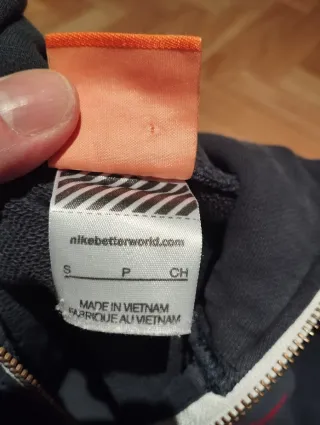 nikebetterworld.com
S P CH
MADE IN VIETNAM
FABRIQUE AU VIETNAM